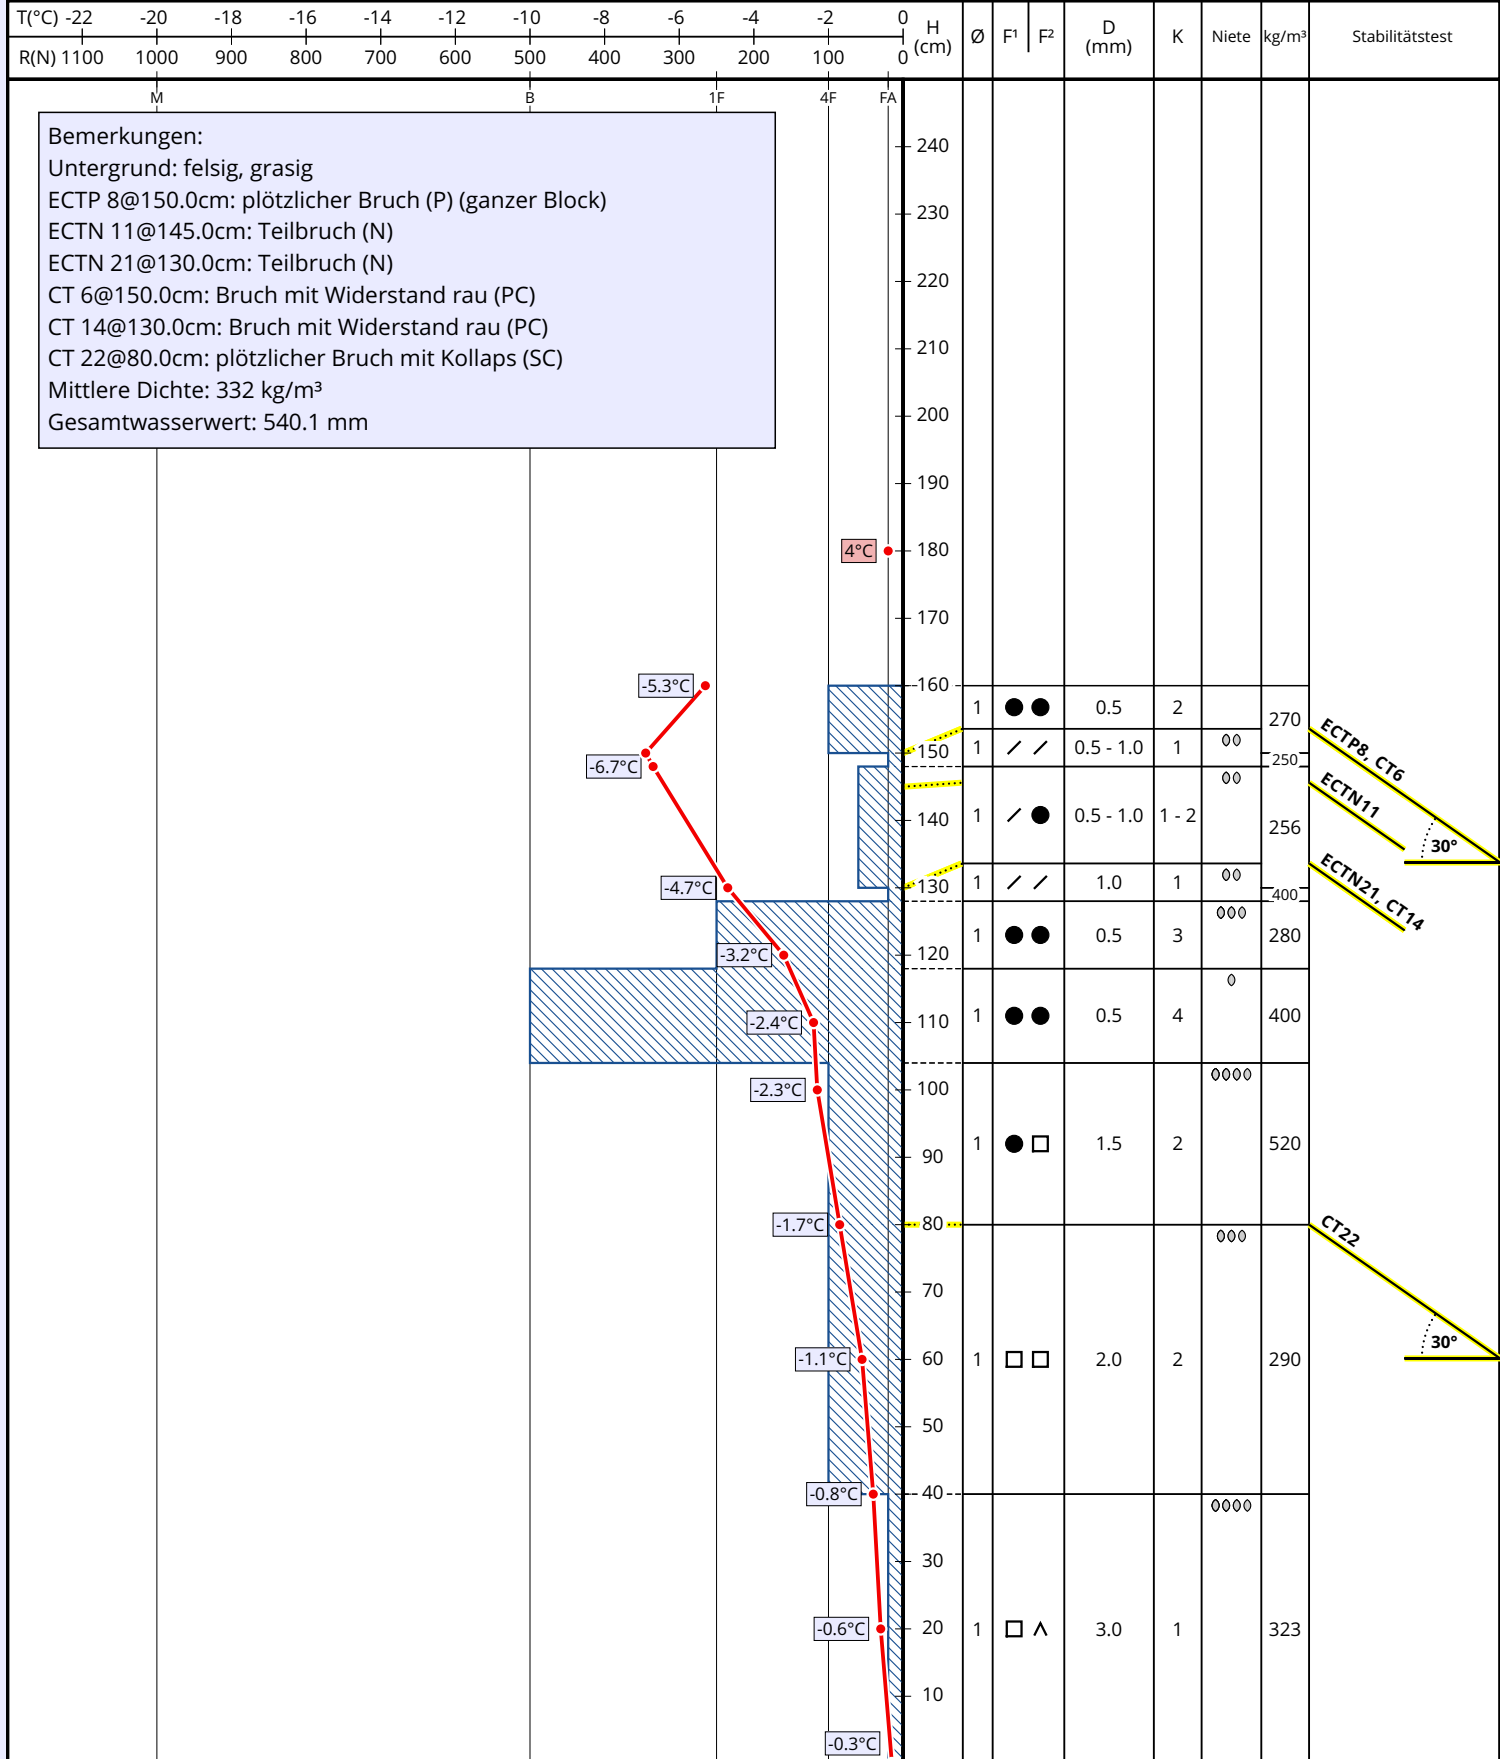 T(°C) -22 -20 -18 -16 -14 -12 -10 -8 -6 -4 -2 0
R(N) 1100 1000 900 800 700 600 500 400 300 200 100 0
H (cm) Ø F¹ F² D (mm) K Niete kg/m³ Stabilitätstest
M B 1F 4F FA
Bemerkungen:
Untergrund: felsig, grasig
ECTP 8@150.0cm: plötzlicher Bruch (P) (ganzer Block)
ECTN 11@145.0cm: Teilbruch (N)
ECTN 21@130.0cm: Teilbruch (N)
CT 6@150.0cm: Bruch mit Widerstand rau (PC)
CT 14@130.0cm: Bruch mit Widerstand rau (PC)
CT 22@80.0cm: plötzlicher Bruch mit Kollaps (SC)
Mittlere Dichte: 332 kg/m³
Gesamtwasserwert: 540.1 mm
240
230
220
210
200
190
4°C 180
170
-5.3°C 160
1 0.5 2 270
ECTP8, CT6
150 1 0.5 - 1.0 1 250
-6.7°C
ECTN11
140 1 0.5 - 1.0 1 - 2 256
30°
-4.7°C 130 1 1.0 1 400
ECTN21, CT14
1 0.5 3 280
-3.2°C 120
-2.4°C 110 1 0.5 4 400
-2.3°C 100
90 1 1.5 2 520
-1.7°C 80
CT22
70
30°
-1.1°C 60 1 2.0 2 290
50
-0.8°C 40
30
-0.6°C 20 1 3.0 1 323
10
-0.3°C